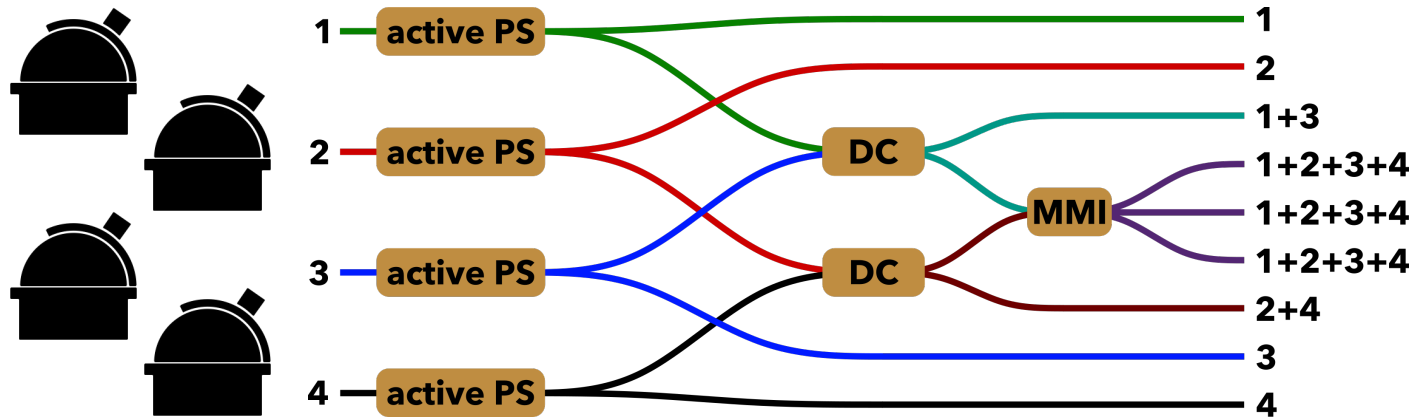 1 active PS 1
2
1+3
2 active PS DC
1+2+3+4
MMI 1+2+3+4
1+2+3+4
3 active PS DC
2+4
3
4 active PS 4